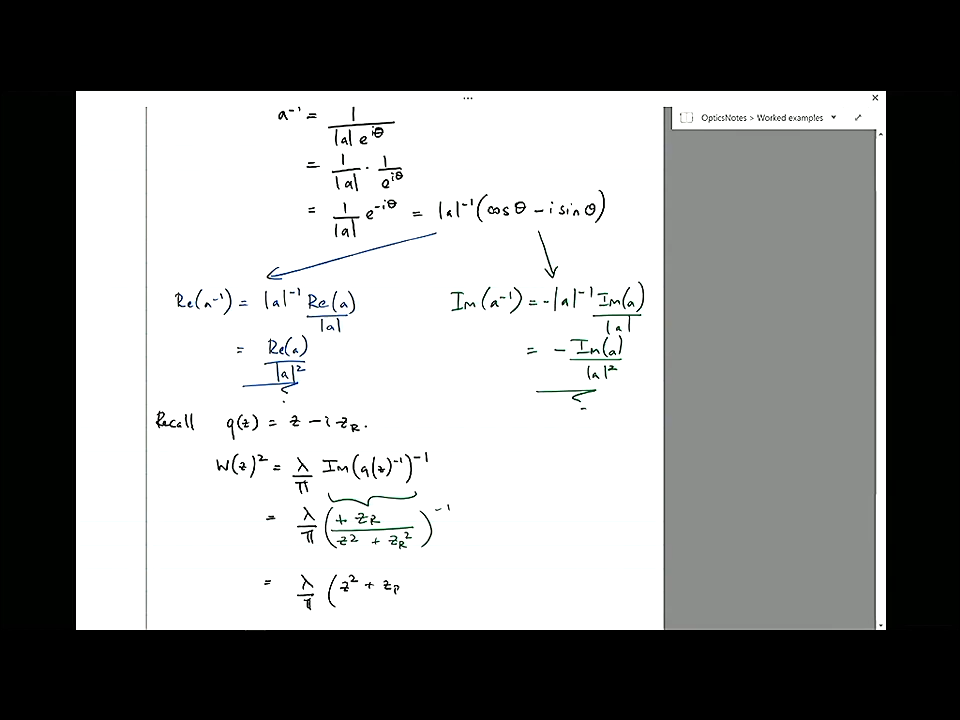 ...
OpticsNotes > Worked examples
a⁻¹ = 1 / |a| e^{iθ}
= 1/|a| · 1/e^{iθ}
= 1/|a| e^{-iθ} = |a|⁻¹ (cos θ - i sin θ)
Re(a⁻¹) = |a|⁻¹ Re(a)/|a|
= Re(a)/|a|²
Im(a⁻¹) = -|a|⁻¹ Im(a)/|a|
= - Im(a)/|a|²
Recall q(z) = z - i z_R.
W(z)² = λ/π Im(q(z)⁻¹)⁻¹
= λ/π (+ z_R / z² + z_R²)⁻¹
= λ/π (z² + z